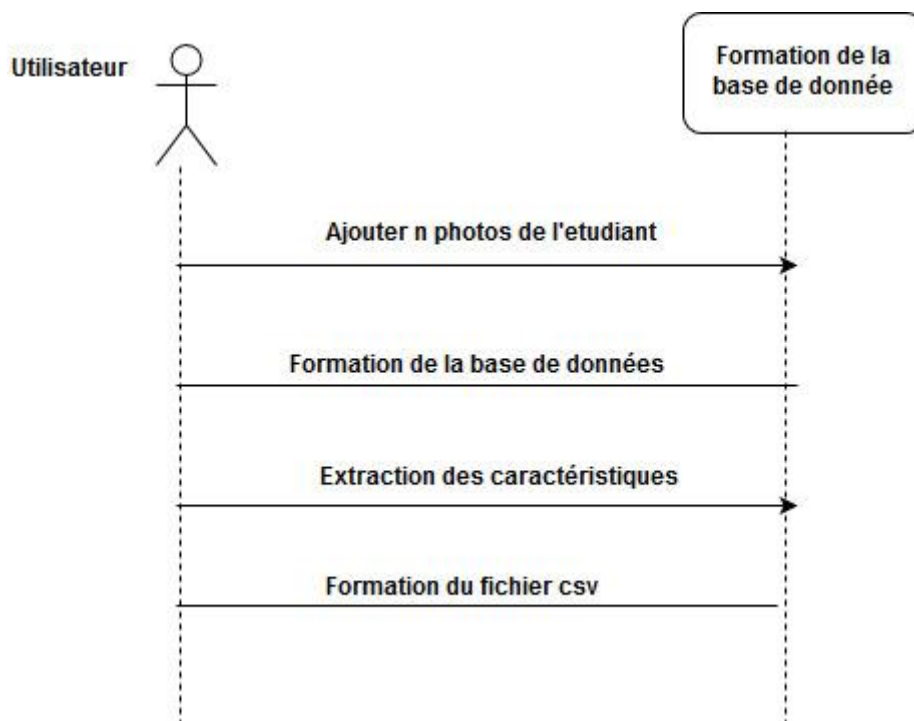 Utilisateur
Formation de la
base de donnée
Ajouter n photos de l'etudiant
Formation de la base de données
Extraction des caractéristiques
Formation du fichier csv